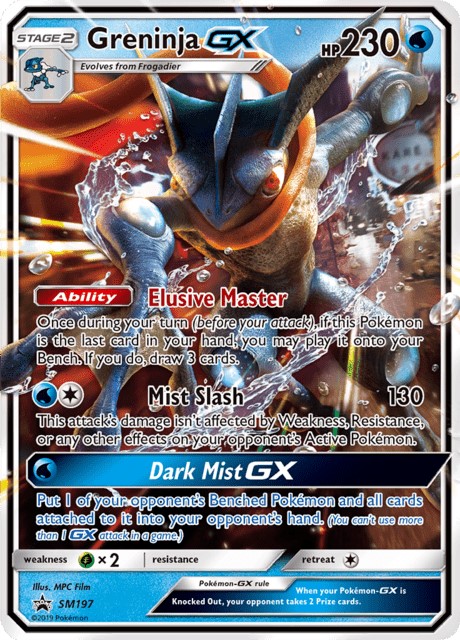 STAGE2 Greninja GX HP230
Evolves from Frogadier
Ability Elusive Master
Once during your turn (before your attack), if this Pokémon
is the last card in your hand, you may play it onto your
Bench. If you do, draw 3 cards.
Mist Slash 130
This attack's damage isn't affected by Weakness, Resistance,
or any other effects on your opponent's Active Pokémon.
Dark Mist GX
Put 1 of your opponent's Benched Pokémon and all cards
attached to it into your opponent's hand. (You can't use more
than 1 GX attack in a game.)
weakness ×2 resistance retreat
Illus. MPC Film
Pokémon-GX rule
When your Pokémon-GX is
Knocked Out, your opponent takes 2 Prize cards.
PROMO SM197
©2019 Pokémon